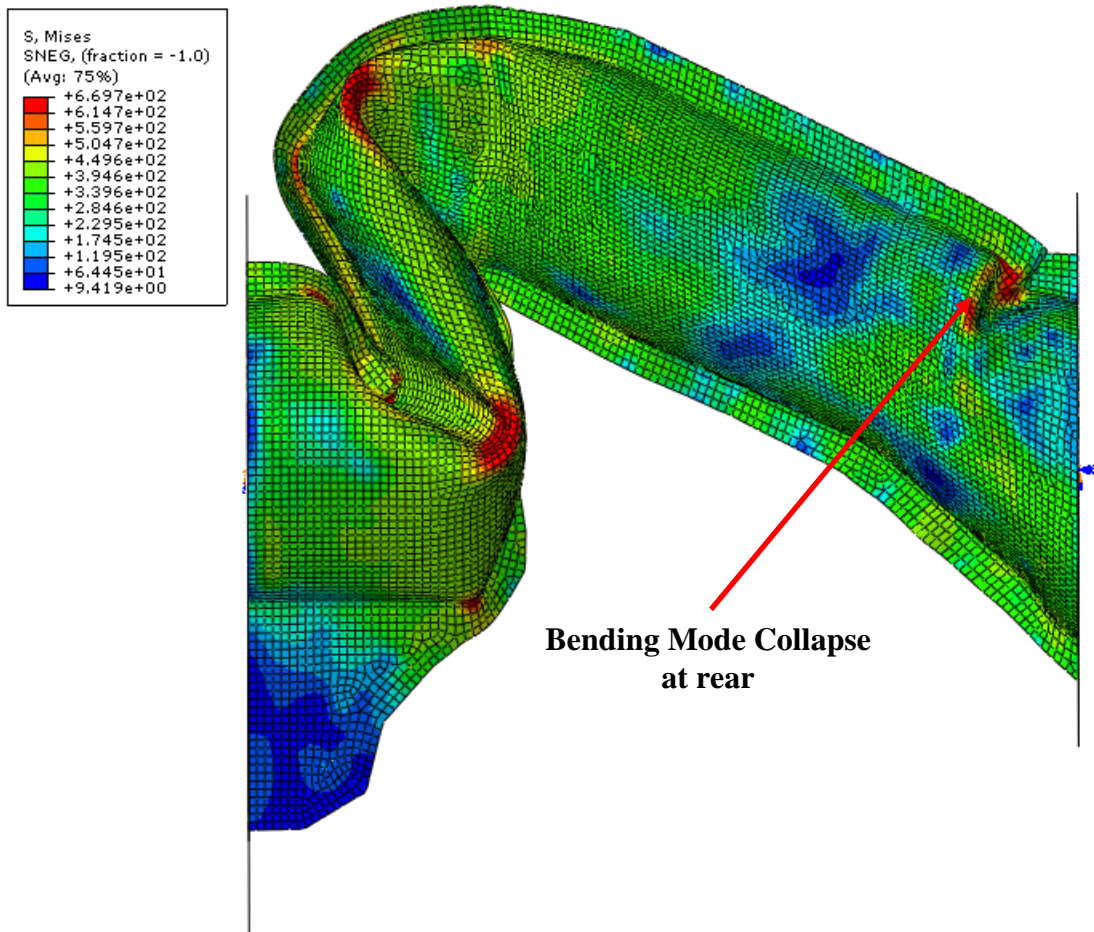 S, Mises
SNEG, (fraction = -1.0)
(Avg: 75%)
+6.697e+02
+6.147e+02
+5.597e+02
+5.047e+02
+4.496e+02
+3.946e+02
+3.396e+02
+2.846e+02
+2.295e+02
+1.745e+02
+1.195e+02
+6.445e+01
+9.419e+00
Bending Mode Collapse
at rear